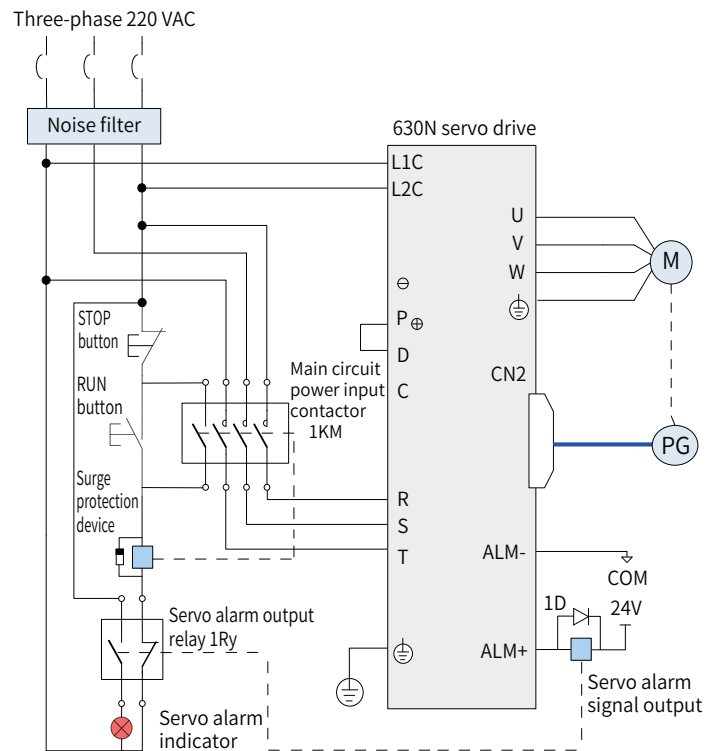 Three-phase 220 VAC
Noise filter
630N servo drive
L1C
L2C
U
V
W
M
⊖
P⊕
D
C
STOP
button
RUN
button
Main circuit
power input
contactor
1KM
CN2
PG
Surge
protection
device
R
S
T
ALM-
COM
24V
1D
ALM+
Servo alarm output
relay 1Ry
Servo alarm
signal output
Servo alarm
indicator